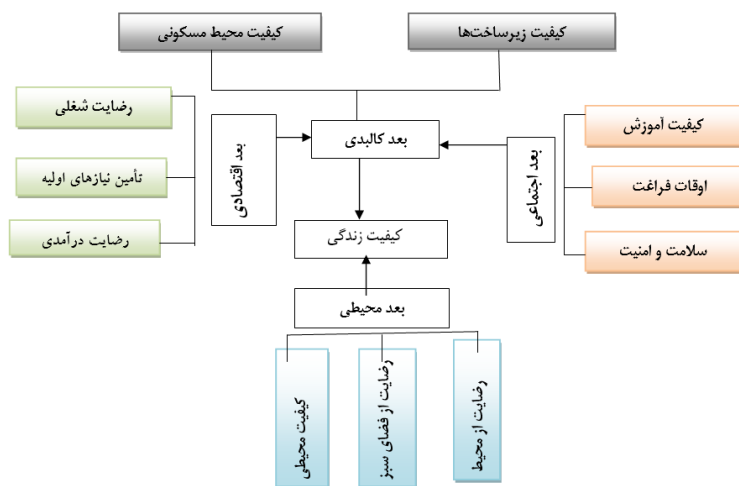 کیفیت زیرساخت‌ها
کیفیت محیط مسکونی
کیفیت آموزش
اوقات فراغت
سلامت و امنیت
بعد اجتماعی
بعد کالبدی
بعد اقتصادی
رضایت شغلی
تأمین نیازهای اولیه
رضایت درآمدی
کیفیت زندگی
بعد محیطی
رضایت از محیط
رضایت از فضای سبز
کیفیت محیطی